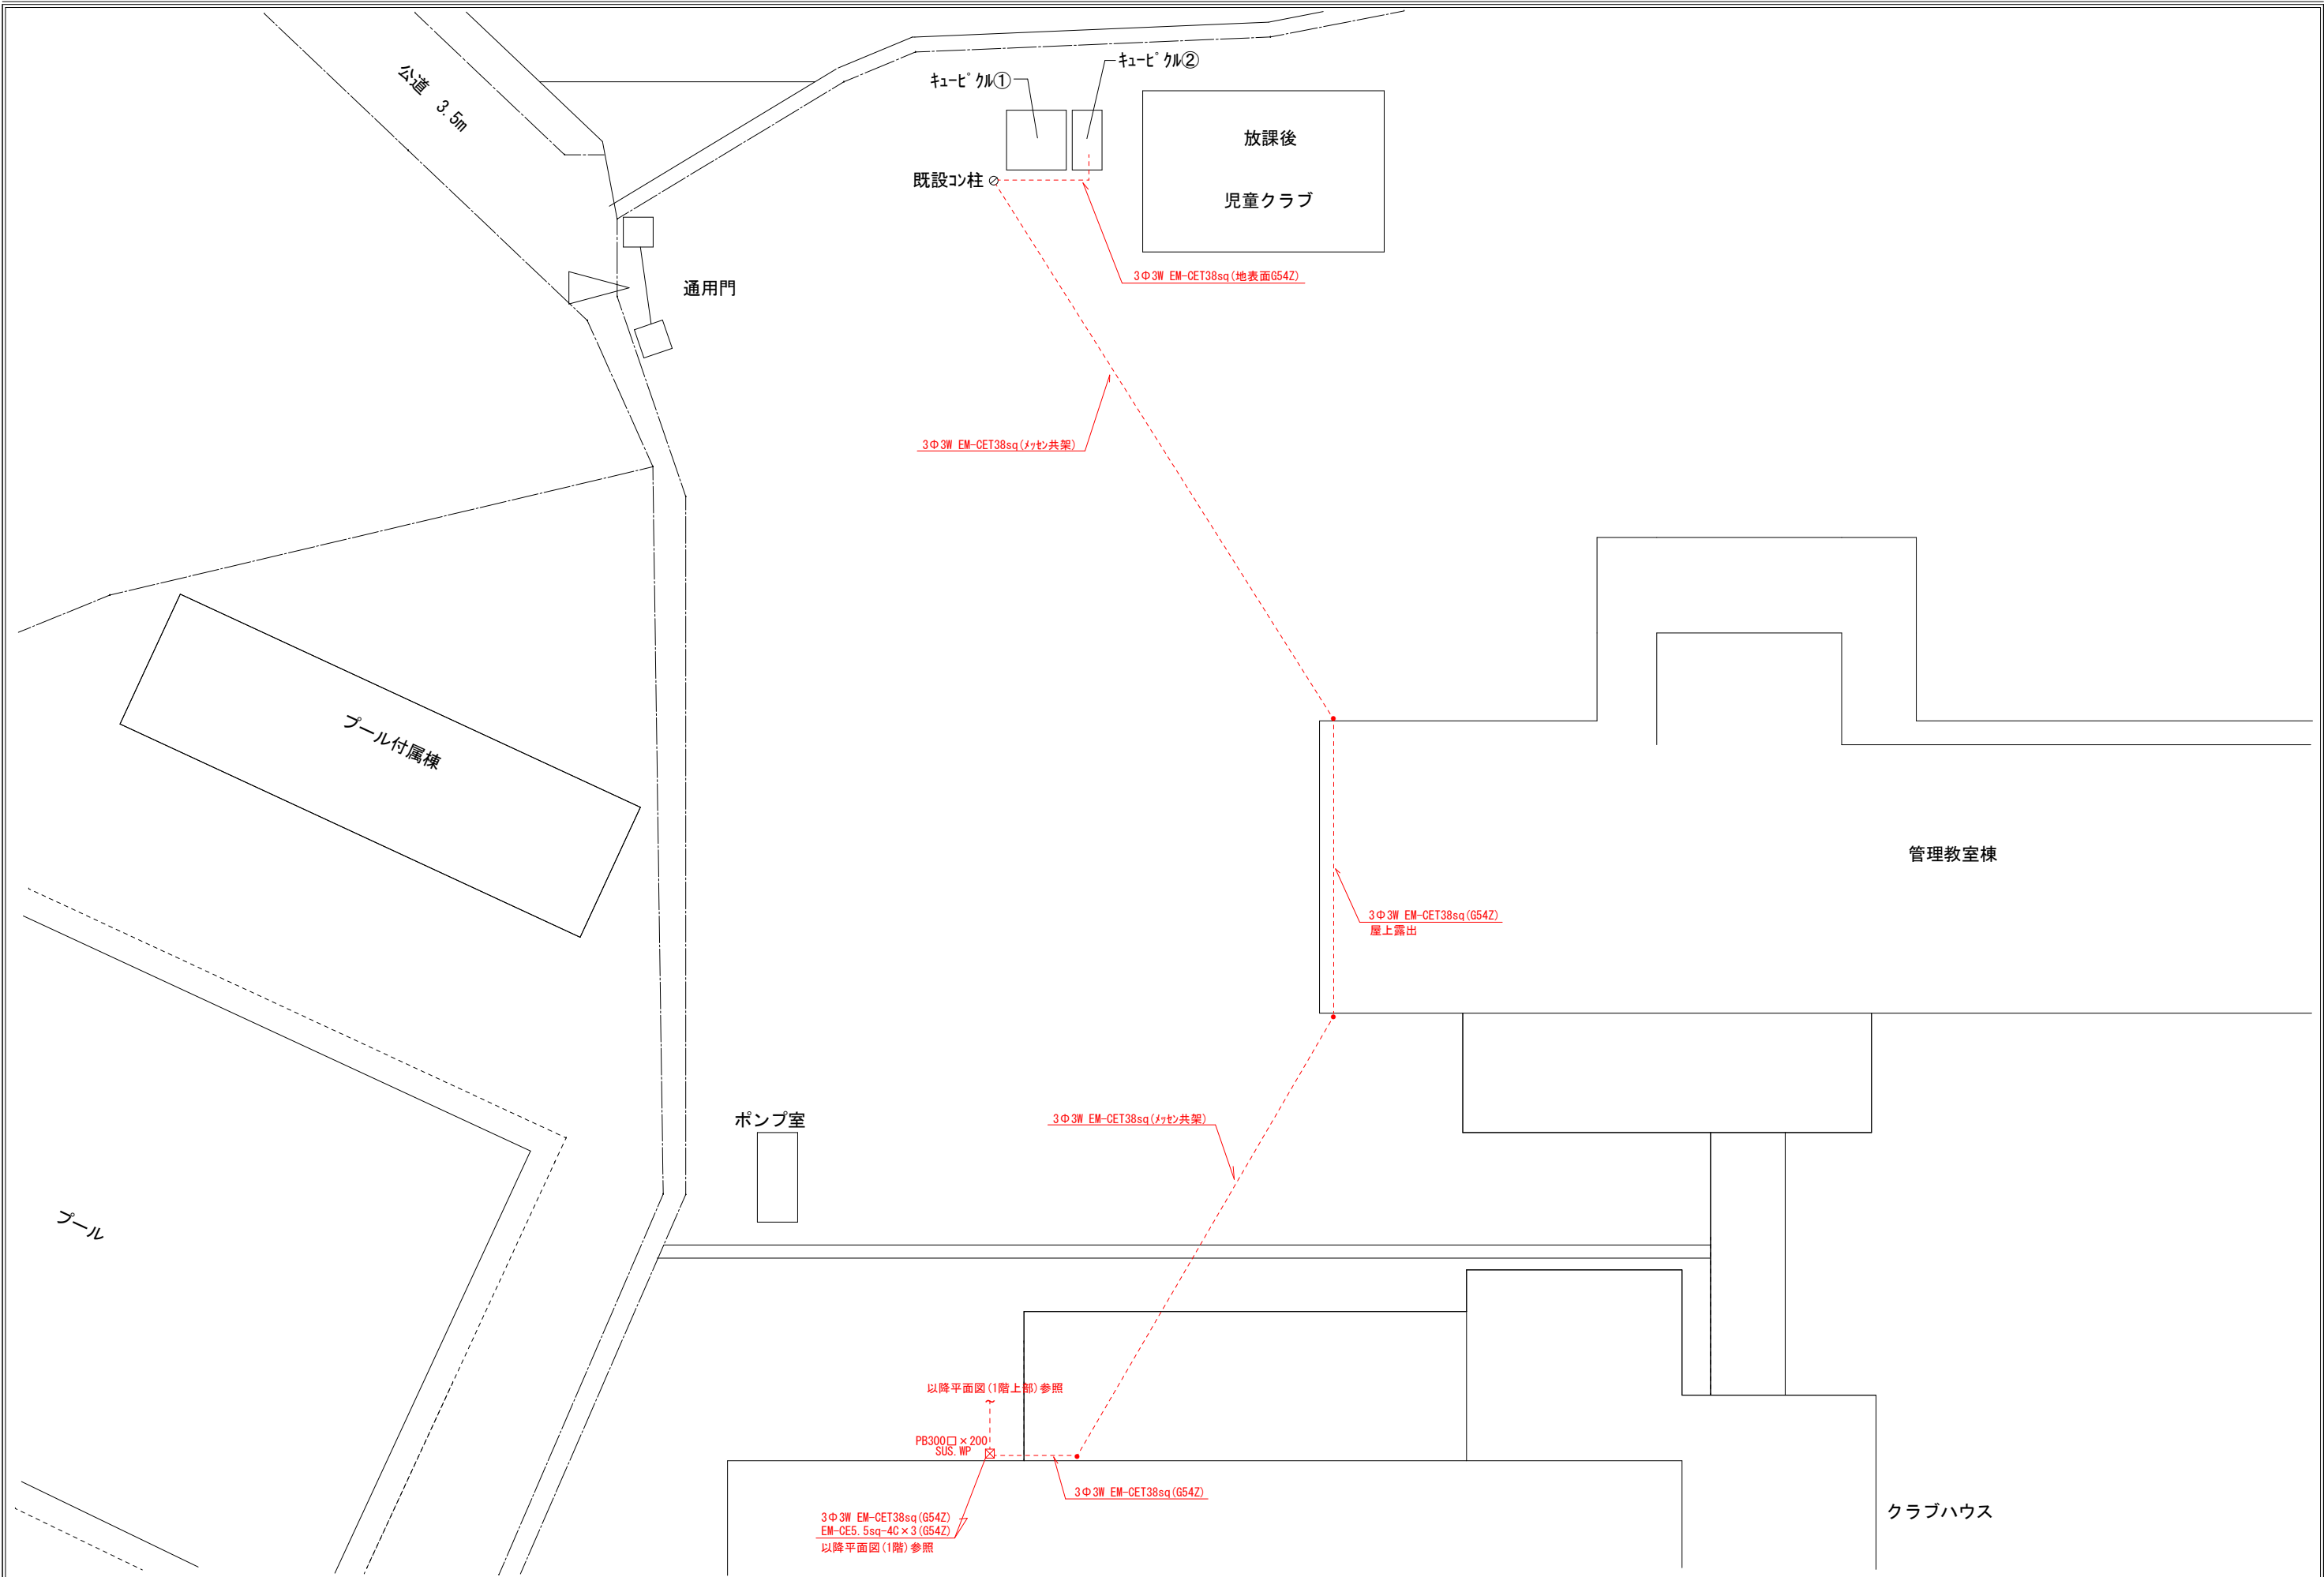 公道 3.5m
ｷｭｰﾋﾞｸﾙ①
ｷｭｰﾋﾞｸﾙ②
放課後
児童クラブ
既設ｺﾝ柱
3Φ3W EM-CET38sq(地表面G54Z)
通用門
3Φ3W EM-CET38sq(ﾒｯｾﾝ共架)
プール付属棟
管理教室棟
3Φ3W EM-CET38sq(G54Z)
屋上露出
3Φ3W EM-CET38sq(ﾒｯｾﾝ共架)
ポンプ室
プール
以降平面図(1階上部)参照
PB300□×200
SUS.WP
3Φ3W EM-CET38sq(G54Z)
3Φ3W EM-CET38sq(G54Z)
EM-CE5.5sq-4C×3(G54Z)
以降平面図(1階)参照
クラブハウス